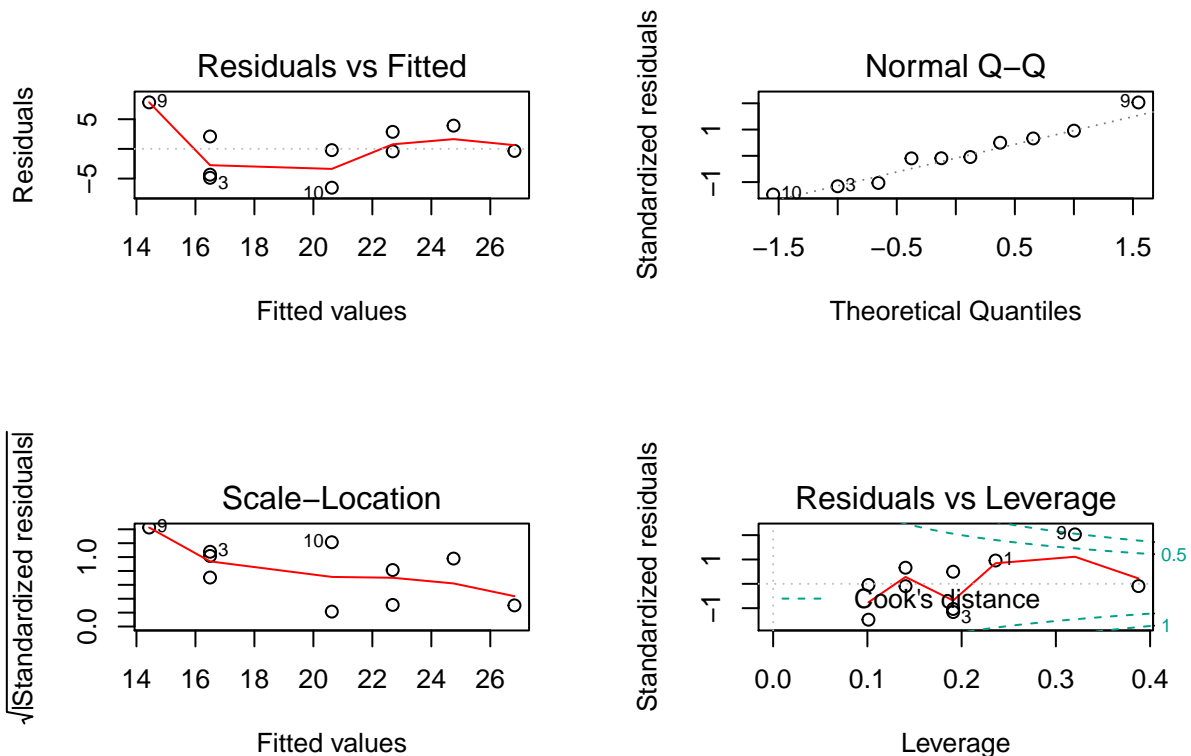 Residuals vs Fitted
Residuals
5
−5
9
3
10
14 16 18 20 22 24 26
Fitted values
Normal Q−Q
Standardized residuals
1
−1
9
10
3
−1.5 −0.5 0.5 1.5
Theoretical Quantiles
Scale−Location
√|Standardized residuals|
1.0
0.0
9
3
10
14 16 18 20 22 24 26
Fitted values
Residuals vs Leverage
Standardized residuals
1
−1
9
1
3
0.5
1
Cook's distance
0.0 0.1 0.2 0.3 0.4
Leverage